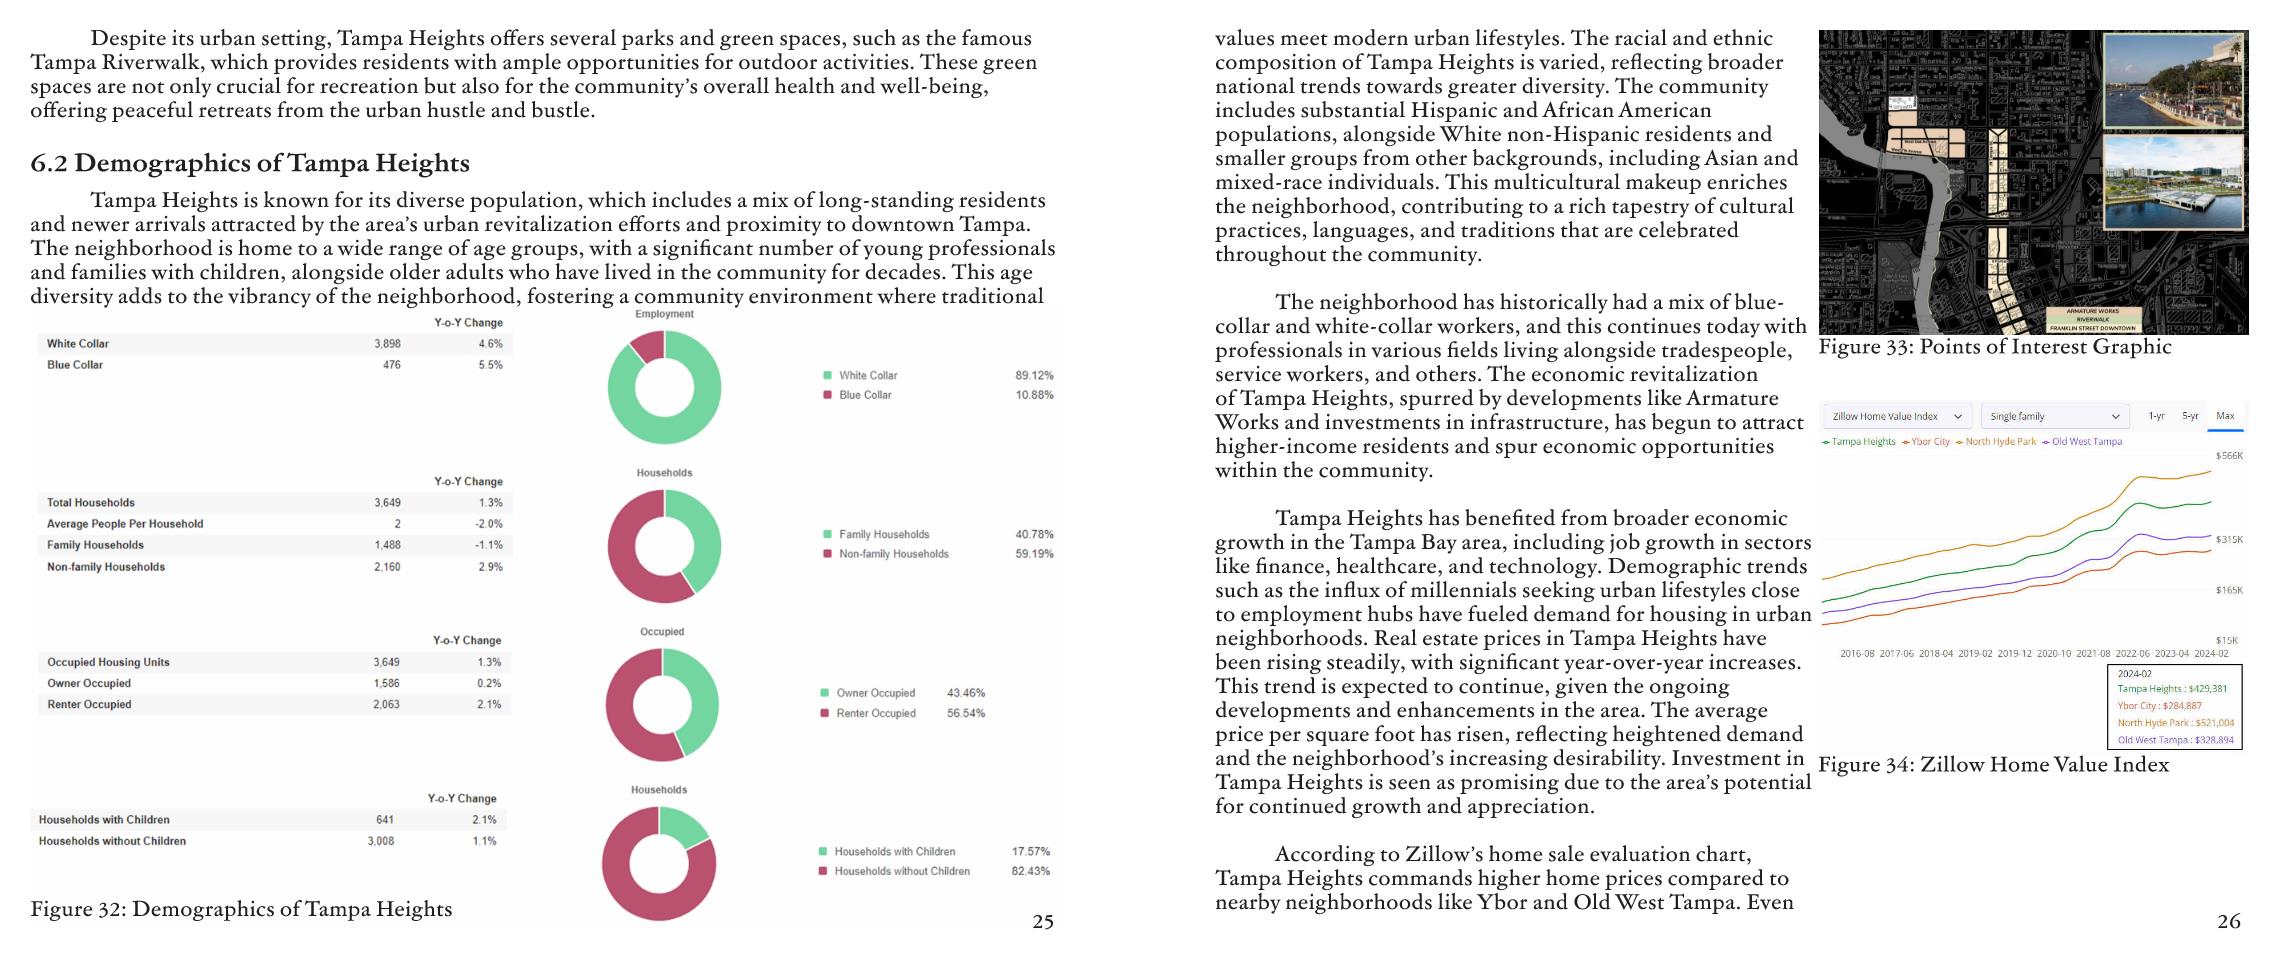 Despite its urban setting, Tampa Heights offers several parks and green spaces, such as the famous
Tampa Riverwalk, which provides residents with ample opportunities for outdoor activities. These green
spaces are not only crucial for recreation but also for the community's overall health and well-being,
offering peaceful retreats from the urban hustle and bustle.
6.2 Demographics of Tampa Heights
Tampa Heights is known for its diverse population, which includes a mix of long-standing residents
and newer arrivals attracted by the area's urban revitalization efforts and proximity to downtown Tampa.
The neighborhood is home to a wide range of age groups, with a significant number of young professionals
and families with children, alongside older adults who have lived in the community for decades. This age
diversity adds to the vibrancy of the neighborhood, fostering a community environment where traditional
Y-o-Y Change
White Collar 3,898 4.6%
Blue Collar 476 5.5%
Employment
White Collar 89.12%
Blue Collar 10.88%
Y-o-Y Change
Total Households 3,649 1.3%
Average People Per Household 2 -2.0%
Family Households 1,488 -1.1%
Non-family Households 2,160 2.9%
Households
Family Households 40.78%
Non-family Households 59.19%
Y-o-Y Change
Occupied Housing Units 3,649 1.3%
Owner Occupied 1,586 0.2%
Renter Occupied 2,063 2.1%
Occupied
Owner Occupied 43.46%
Renter Occupied 56.54%
Y-o-Y Change
Households with Children 641 2.1%
Households without Children 3,008 1.1%
Households
Households with Children 17.57%
Households without Children 82.43%
Figure 32: Demographics of Tampa Heights
25
values meet modern urban lifestyles. The racial and ethnic
composition of Tampa Heights is varied, reflecting broader
national trends towards greater diversity. The community
includes substantial Hispanic and African American
populations, alongside White non-Hispanic residents and
smaller groups from other backgrounds, including Asian and
mixed-race individuals. This multicultural makeup enriches
the neighborhood, contributing to a rich tapestry of cultural
practices, languages, and traditions that are celebrated
throughout the community.
The neighborhood has historically had a mix of blue-
collar and white-collar workers, and this continues today with
professionals in various fields living alongside tradespeople,
service workers, and others. The economic revitalization
of Tampa Heights, spurred by developments like Armature
Works and investments in infrastructure, has begun to attract
higher-income residents and spur economic opportunities
within the community.
Tampa Heights has benefited from broader economic
growth in the Tampa Bay area, including job growth in sectors
like finance, healthcare, and technology. Demographic trends
such as the influx of millennials seeking urban lifestyles close
to employment hubs have fueled demand for housing in urban
neighborhoods. Real estate prices in Tampa Heights have
been rising steadily, with significant year-over-year increases.
This trend is expected to continue, given the ongoing
developments and enhancements in the area. The average
price per square foot has risen, reflecting heightened demand
and the neighborhood's increasing desirability. Investment in
Tampa Heights is seen as promising due to the area's potential
for continued growth and appreciation.
According to Zillow's home sale evaluation chart,
Tampa Heights commands higher home prices compared to
nearby neighborhoods like Ybor and Old West Tampa. Even
ARMATURE WORKS
RIVERWALK
FRANKLIN STREET DOWNTOWN
Figure 33: Points of Interest Graphic
Zillow Home Value Index Single family 1-yr 5-yr Max
Tampa Heights Ybor City North Hyde Park Old West Tampa
$566K
$315K
$165K
$15K
2016-08 2017-06 2018-04 2019-02 2019-12 2020-10 2021-08 2022-06 2023-04 2024-02
2024-02
Tampa Heights : $429,381
Ybor City : $284,887
North Hyde Park : $521,004
Old West Tampa : $328,894
Figure 34: Zillow Home Value Index
26